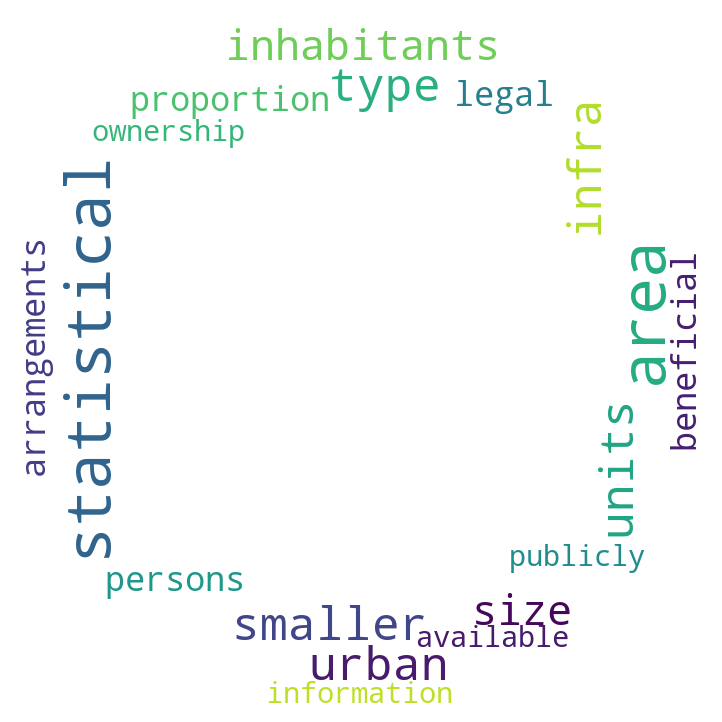 inhabitants
type
legal
proportion
ownership
infra
statistical
arrangements
area
beneficial
units
publicly
persons
size
smaller
available
urban
information